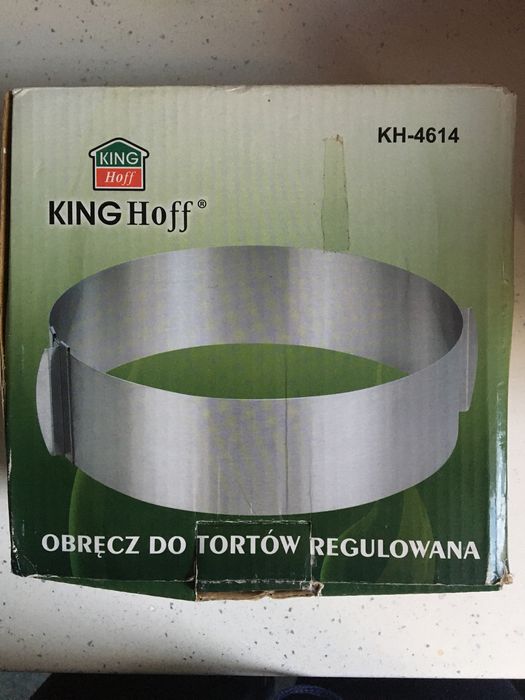 KH-4614
KING
Hoff
KING Hoff®
OBRĘCZ DO TORTÓW REGULOWANA